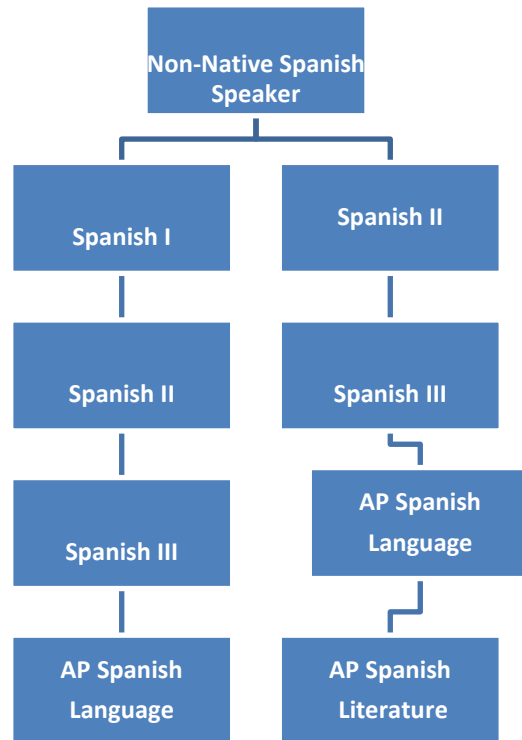 Non-Native Spanish
Speaker
Spanish I
Spanish II
Spanish II
Spanish III
Spanish III
AP Spanish
Language
AP Spanish
Language
AP Spanish
Literature